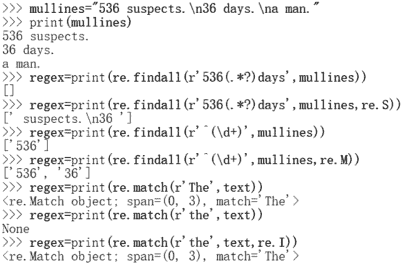 >>> mullines="536 suspects.\n36 days.\na man."
>>> print(mullines)
536 suspects.
36 days.
a man.
>>> regex=print(re.findall(r'536(.*?)days',mullines))
[]
>>> regex=print(re.findall(r'536(.*?)days',mullines,re.S))
[' suspects.\n36 ']
>>> regex=print(re.findall(r'^(\d+)',mullines))
['536']
>>> regex=print(re.findall(r'^(\d+)',mullines,re.M))
['536', '36']
>>> regex=print(re.match(r'The',text))
<re.Match object; span=(0, 3), match='The'>
>>> regex=print(re.match(r'the',text))
None
>>> regex=print(re.match(r'the',text,re.I))
<re.Match object; span=(0, 3), match='The'>